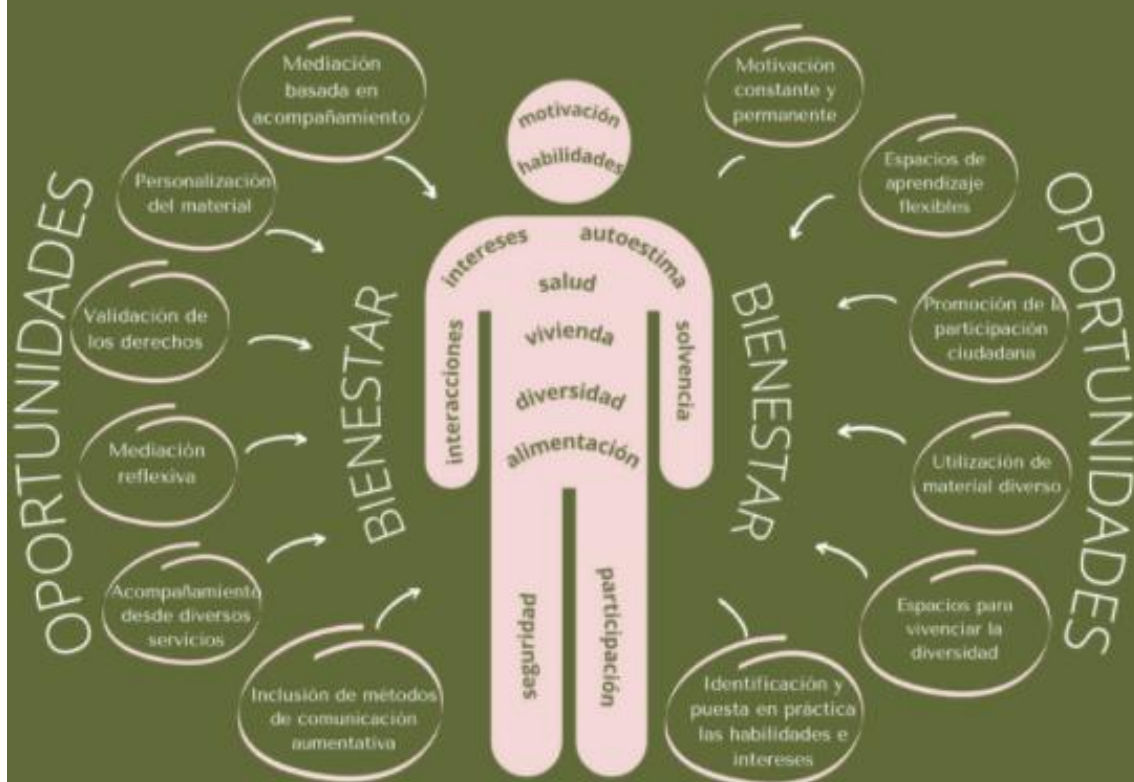 OPORTUNIDADES
Mediación
basada en
acompañamiento
Personalización
del material
Validación de
los derechos
Mediación
reflexiva
Acompañamiento
desde diversos
servicios
Inclusión de métodos
de comunicación
aumentativa
BIENESTAR
motivación
habilidades
intereses
autoestima
salud
interacciones
vivienda
solvencia
diversidad
alimentación
seguridad
participación
BIENESTAR
Motivación
constante y
permanente
Espacios de
aprendizaje
flexibles
Promoción de la
participación
ciudadana
Utilización de
material diverso
Espacios para
vivenciar la
diversidad
Identificación y
puesta en práctica
las habilidades e
intereses
OPORTUNIDADES